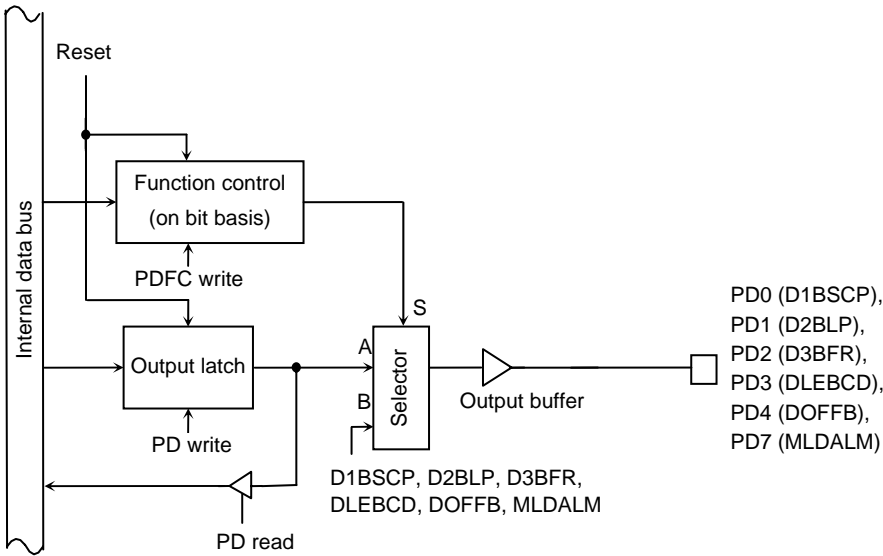 Reset
Internal data bus
Function control
(on bit basis)
PDFC write
S
Output latch
A
B
Selector
PD write
Output buffer
PD0 (D1BSCP),
PD1 (D2BLP),
PD2 (D3BFR),
PD3 (DLEBCD),
PD4 (DOFFB),
PD7 (MLDALM)
D1BSCP, D2BLP, D3BFR,
DLEBCD, DOFFB, MLDALM
PD read